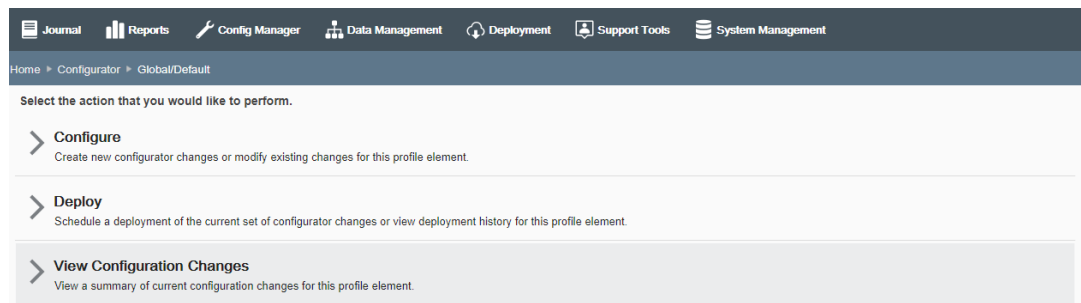 Journal Reports Config Manager Data Management Deployment Support Tools System Management
Home Configurator Global/Default
Select the action that you would like to perform.
Configure
Create new configurator changes or modify existing changes for this profile element.
Deploy
Schedule a deployment of the current set of configurator changes or view deployment history for this profile element.
View Configuration Changes
View a summary of current configuration changes for this profile element.